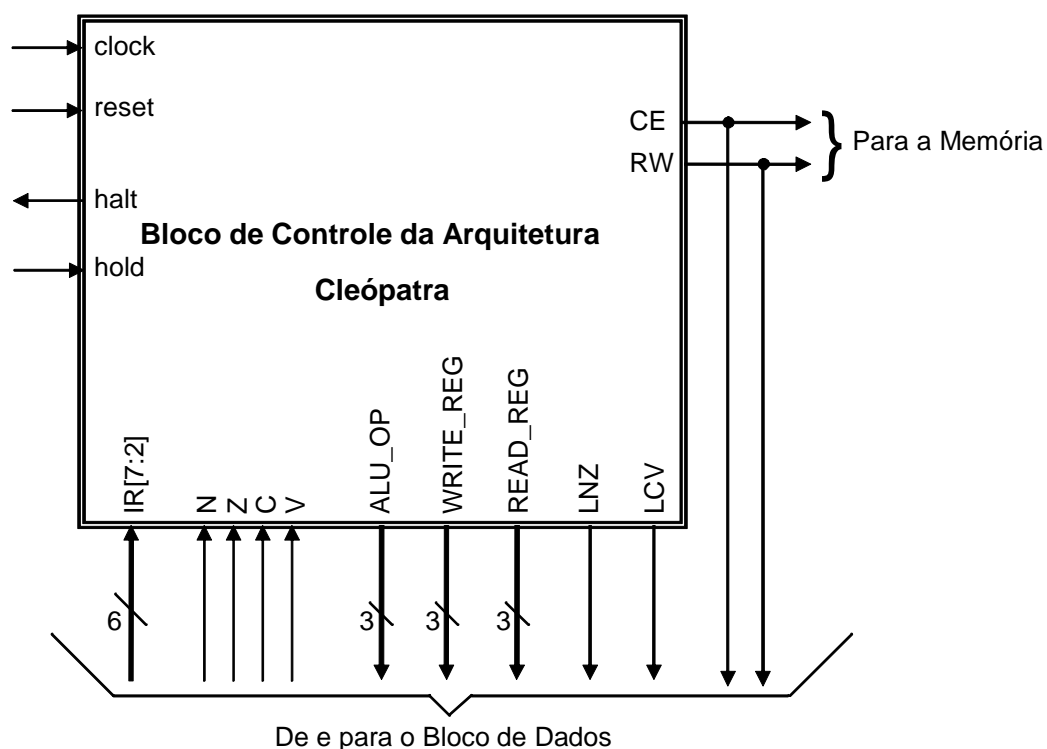 clock
reset
halt
hold
CE
RW
} Para a Memória
Bloco de Controle da Arquitetura
Cleópatra
IR[7:2]
N
Z
C
V
ALU_OP
WRITE_REG
READ_REG
LNZ
LCV
6
3
3
3
De e para o Bloco de Dados